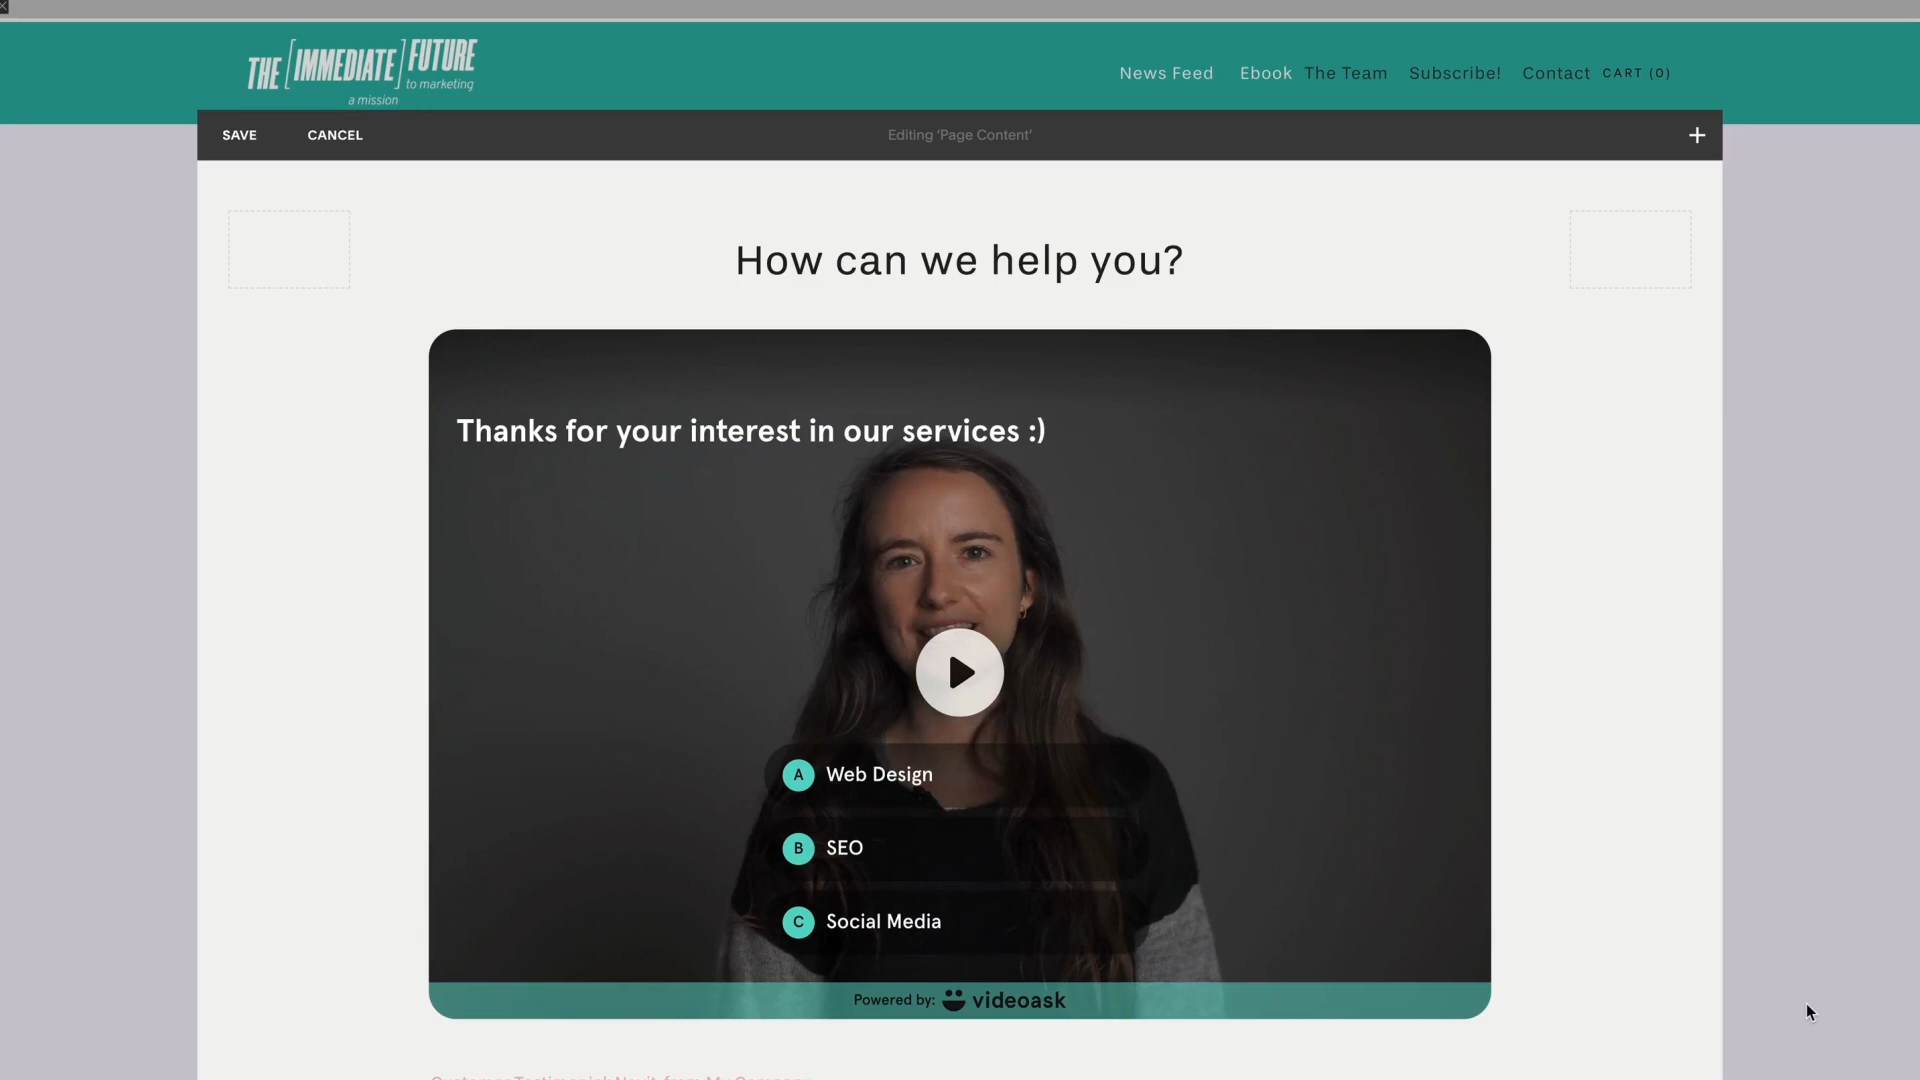 THE [IMMEDIATE] FUTURE
to marketing
a mission
News Feed Ebook The Team Subscribe! Contact CART (0)
SAVE CANCEL Editing 'Page Content' +
How can we help you?
Thanks for your interest in our services :)
A Web Design
B SEO
C Social Media
Powered by: videoask